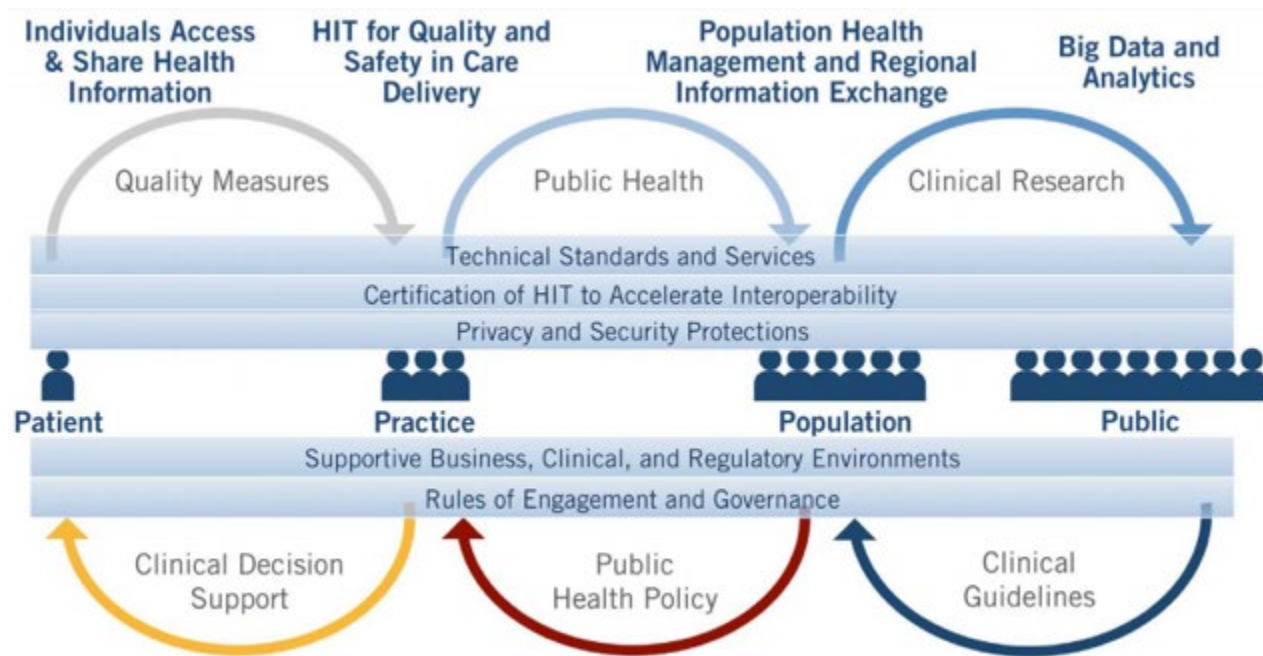 Individuals Access
& Share Health
Information
HIT for Quality and
Safety in Care
Delivery
Population Health
Management and Regional
Information Exchange
Big Data and
Analytics
Quality Measures
Public Health
Clinical Research
Technical Standards and Services
Certification of HIT to Accelerate Interoperability
Privacy and Security Protections
Patient
Practice
Population
Public
Supportive Business, Clinical, and Regulatory Environments
Rules of Engagement and Governance
Clinical Decision
Support
Public
Health Policy
Clinical
Guidelines